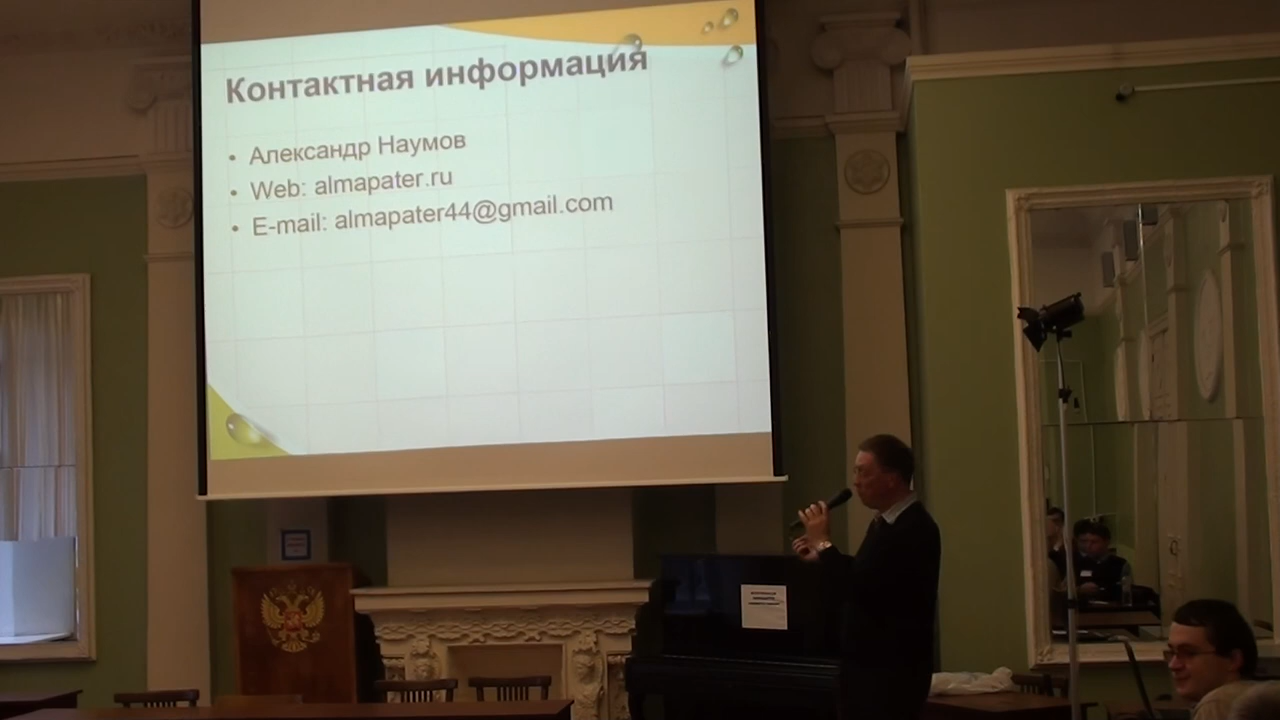 Контактная информация
Александр Наумов
Web: almapater.ru
E-mail: almapater44@gmail.com